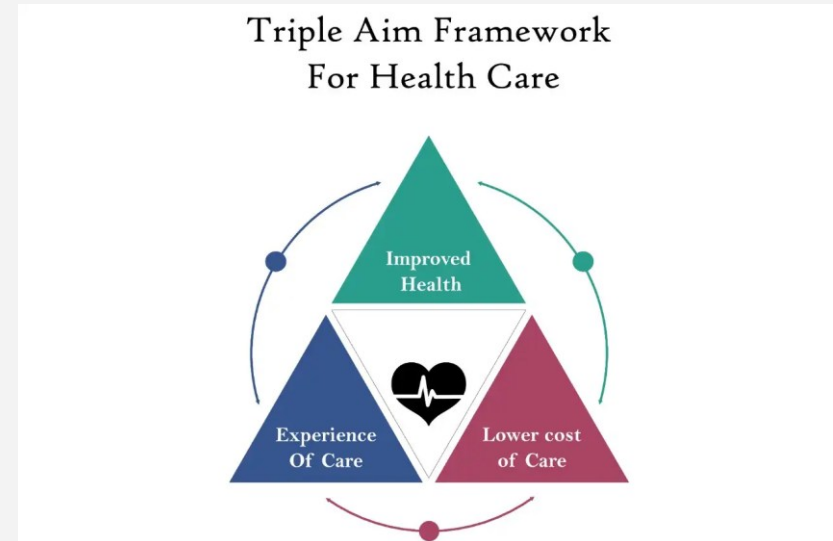 Triple Aim Framework
For Health Care
Improved
Health
Experience
Of Care
Lower cost
of Care